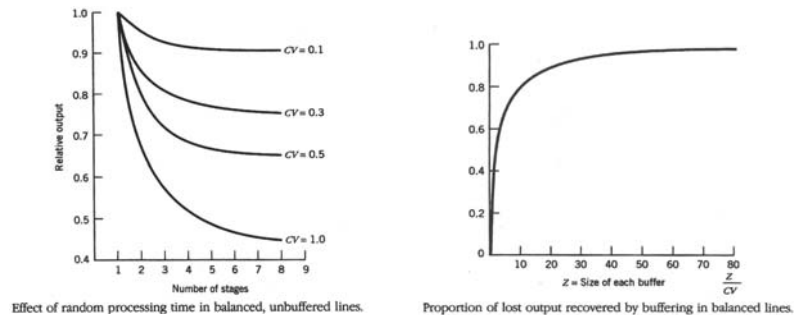 1.0
0.9
0.8
0.7
0.6
0.5
0.4
Relative output
CV = 0.1
CV = 0.3
CV = 0.5
CV = 1.0
1 2 3 4 5 6 7 8 9
Number of stages
Effect of random processing time in balanced, unbuffered lines.
1.0
0.8
0.6
0.4
0.2
0
10 20 30 40 50 60 70 80
Z = Size of each buffer
Z
CV
Proportion of lost output recovered by buffering in balanced lines.